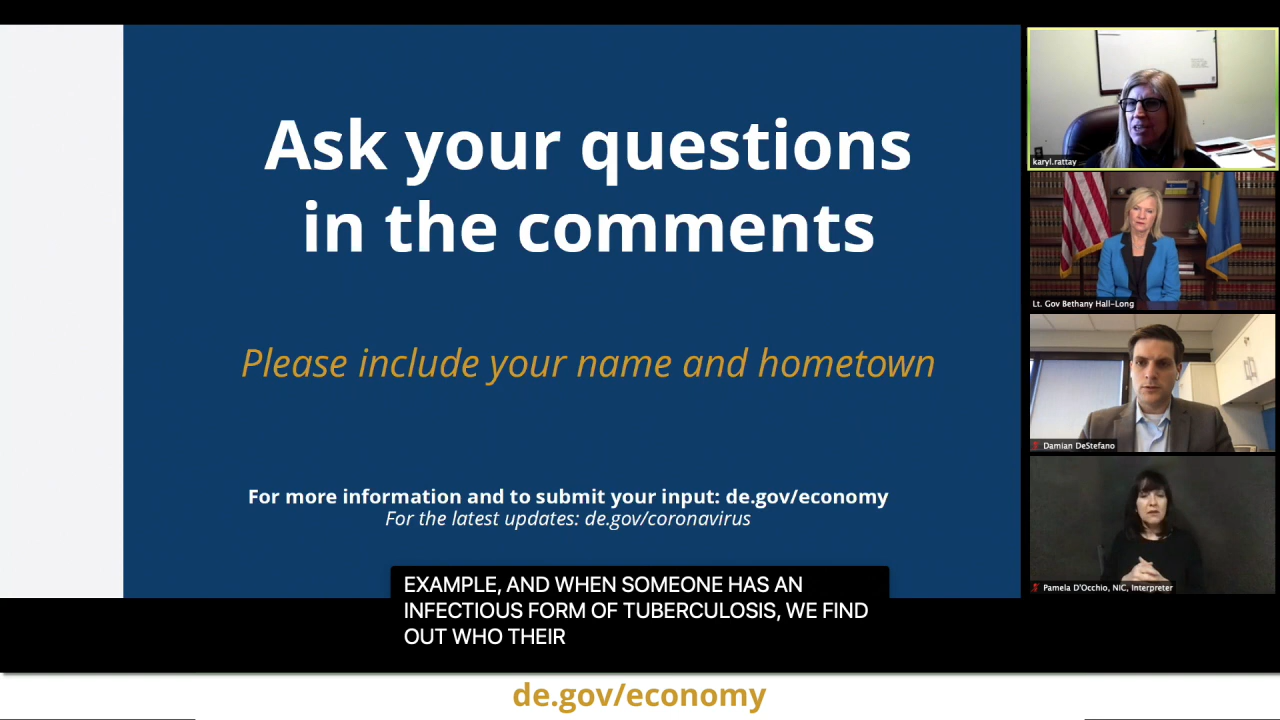 Ask your questions
in the comments
Please include your name and hometown
For more information and to submit your input: de.gov/economy
For the latest updates: de.gov/coronavirus
EXAMPLE, AND WHEN SOMEONE HAS AN
INFECTIOUS FORM OF TUBERCULOSIS, WE FIND
OUT WHO THEIR
karyl.rattay
Lt. Gov Bethany Hall-Long
Damian DeStefano
Pamela D'Occhio, NIC, Interpreter
de.gov/economy